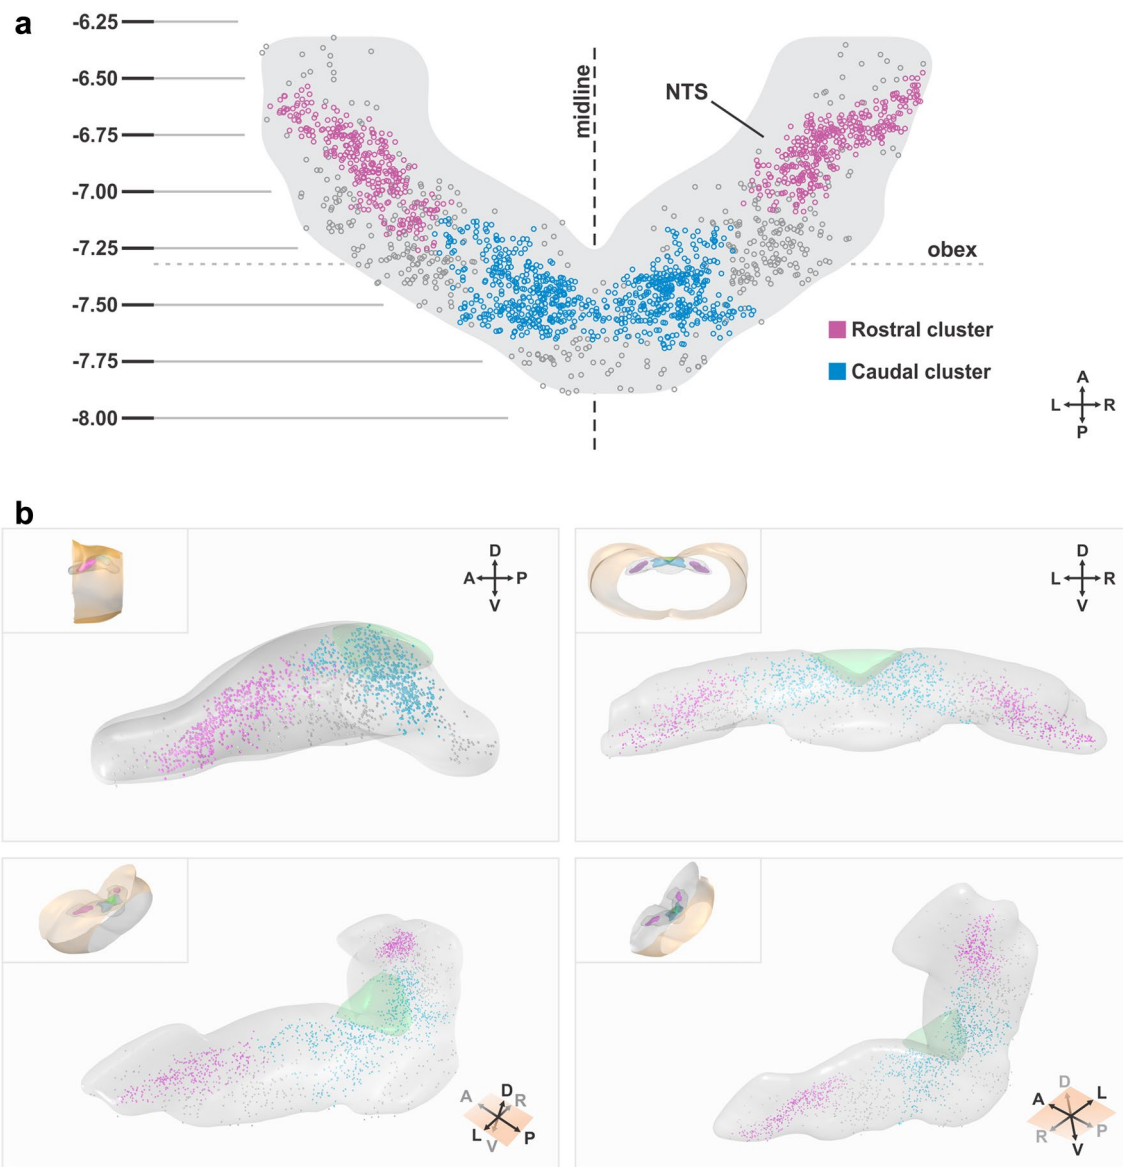 a
-6.25
-6.50
-6.75
-7.00
-7.25
-7.50
-7.75
-8.00
midline
NTS
obex
Rostral cluster
Caudal cluster
A
L R
P
b
D
A P
V
D
L R
V
D
A R
L P
V
D
A L
R P
V